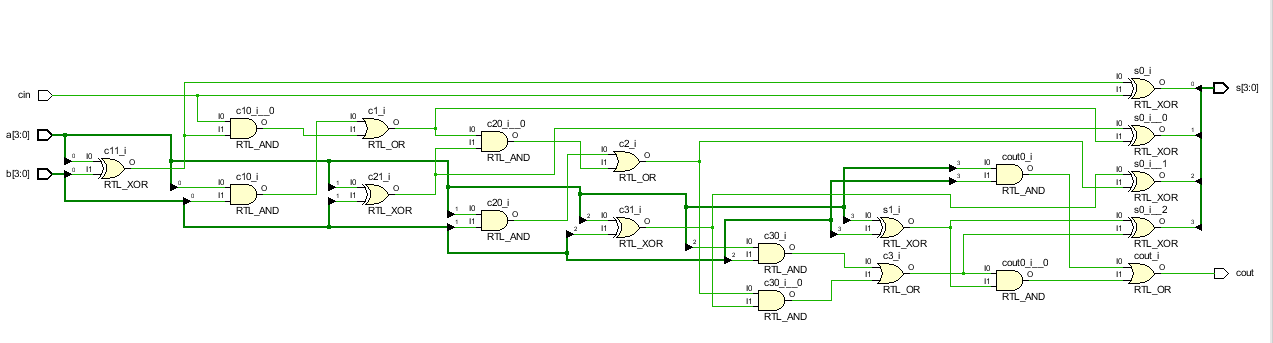 s0_i
I0
O
0
s[3:0]
I1
RTL_XOR
cin
c10_i__0
I0
O
I1
RTL_AND
c1_i
I0
O
I1
RTL_OR
c20_i__0
I0
O
I1
RTL_AND
s0_i__0
I0
O
1
I1
RTL_XOR
a[3:0]
b[3:0]
c11_i
0
I0
O
0
I1
RTL_XOR
c2_i
I0
O
I1
RTL_OR
cout0_i
3
I0
O
3
I1
RTL_AND
s0_i__1
I0
O
2
I1
RTL_XOR
c10_i
0
I0
O
0
I1
RTL_AND
c21_i
1
I0
O
1
I1
RTL_XOR
c20_i
1
I0
O
1
I1
RTL_AND
c31_i
2
I0
O
2
I1
RTL_XOR
s1_i
3
I0
O
3
I1
RTL_XOR
s0_i__2
I0
O
3
I1
RTL_XOR
c30_i
2
I0
O
2
I1
RTL_AND
c3_i
I0
O
I1
RTL_OR
cout0_i__0
I0
O
I1
RTL_AND
cout_i
I0
O
I1
RTL_OR
cout
c30_i__0
I0
O
I1
RTL_AND